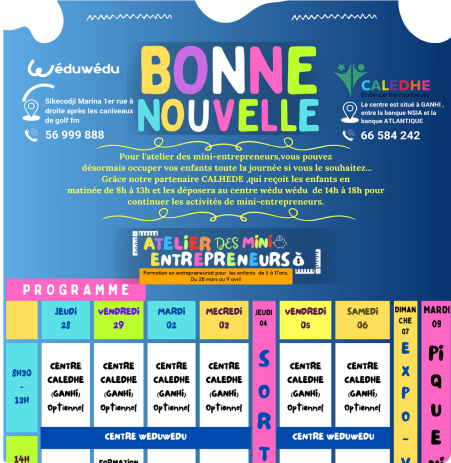 wéduwédu
Sikecodji Marina 1er rue à
droite après les caniveaux
de golf fm
56 999 888
BONNE
NOUVELLE
CALEDHE
Enfance harmonieuse
Le centre est situé à GANHI ,
entre la banque NSIA et la
banque ATLANTIQUE
66 584 242
Pour l'atelier des mini-entrepreneurs,vous pouvez
désormais occuper vos enfants toute la journée si vous le souhaitez...
Grâce notre partenaire CALHEDE ,qui reçoit les enfants en
matinée de 8h à 13h et les déposera au centre wédu wédu de 14h à 18h pour
continuer les activités de mini-entrepreneurs.
ATELIER DES MINI
ENTREPRENEURS
Formation en entrepreneuriat pour les enfants de 5 à 17ans.
Du 28 mars au 9 avril
PROGRAMME
JEUDI 28
VENDREDI 29
MARDI 02
MECREDI 03
JEUDI 04
VENDREDI 05
SAMEDI 06
DIMAN CHE 07
MARDI 09
8H30 - 13H
CENTRE CALEDHE (GANHI) Optionnel
CENTRE CALEDHE (GANHI) Optionnel
CENTRE CALEDHE (GANHI) Optionnel
CENTRE CALEDHE (GANHI) Optionnel
SORT
CENTRE CALEDHE (GANHI) Optionnel
CENTRE CALEDHE (GANHI) Optionnel
EXPO-
PiQUE
CENTRE WEDUWEDU
CENTRE WEDUWEDU
14H
FORMATION